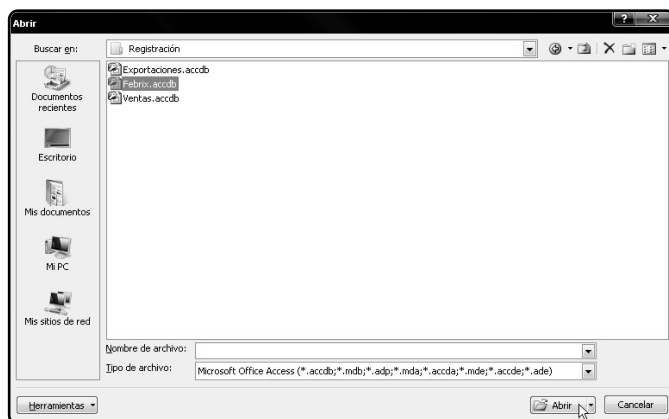 Abrir
Buscar en:
Registración
Documentos
recientes
Escritorio
Mis documentos
Mi PC
Mis sitios de red
Exportaciones.accdb
Febrix.accdb
Ventas.accdb
Nombre de archivo:
Tipo de archivo:
Microsoft Office Access (*.accdb;*.mdb;*.adp;*.mda;*.accda;*.mde;*.accde;*.ade)
Herramientas
Abrir
Cancelar